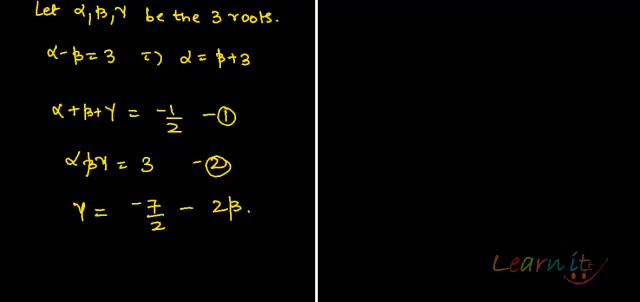 Let α, β, γ be the 3 roots.
α - β = 3 => α = β + 3
α + β + γ = -1/2 - ①
αβγ = 3 - ②
γ = -7/2 - 2β.
Learnit